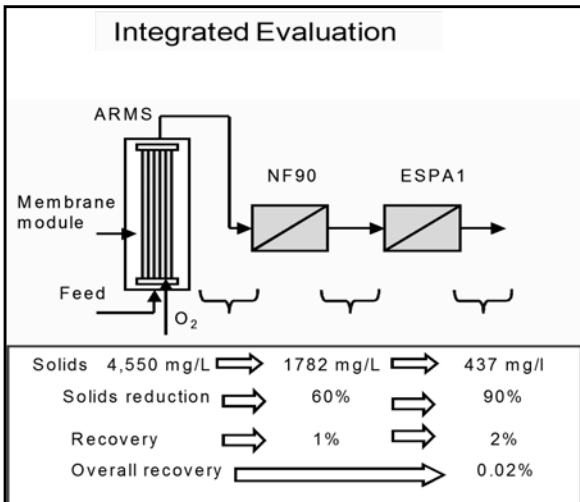 Integrated Evaluation
ARMS
NF90 ESPA1
Membrane
module
Feed
O2
Solids 4,550 mg/L 1782 mg/L 437 mg/l
Solids reduction 60% 90%
Recovery 1% 2%
Overall recovery 0.02%